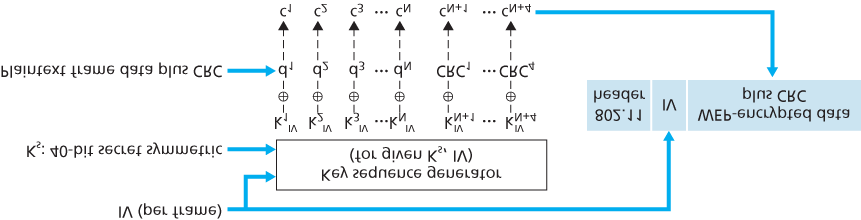 IV (per frame)
Key sequence generator
(for given Ks, IV)
Ks: 40-bit secret symmetric
k1IV k2IV k3IV ••• kNIV kN+1IV ••• kN+4IV
802.11
header
IV
WEP-encrypted data
plus CRC
Plaintext frame data plus CRC
d1 d2 d3 ••• dN CRC1 ••• CRC4
c1 c2 c3 ••• cN cN+1 ••• cN+4